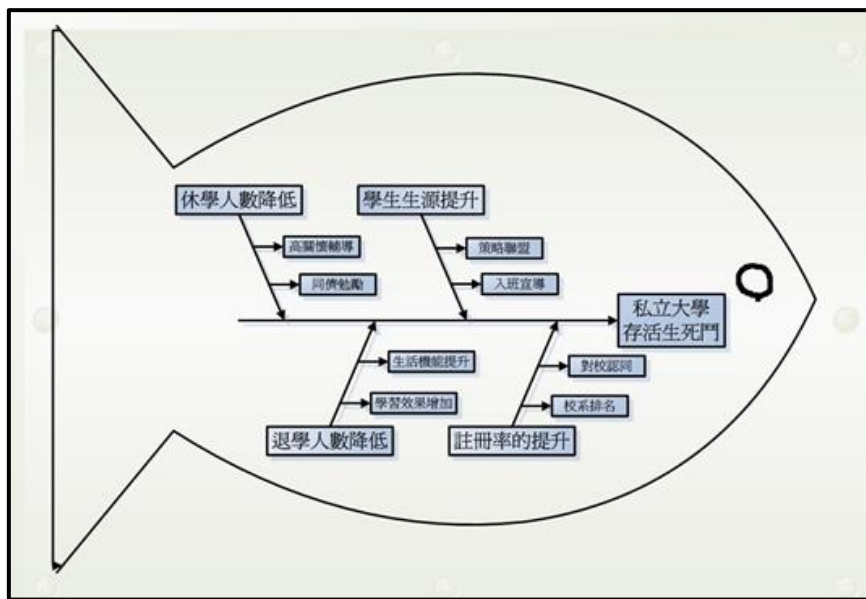 休學人數降低
學生生源提升
高關懷輔導
策略聯盟
同儕勉勵
入班宣導
私立大學
存活生死鬥
生活機能提升
對校認同
學習效果增加
校系排名
退學人數降低
註冊率的提升